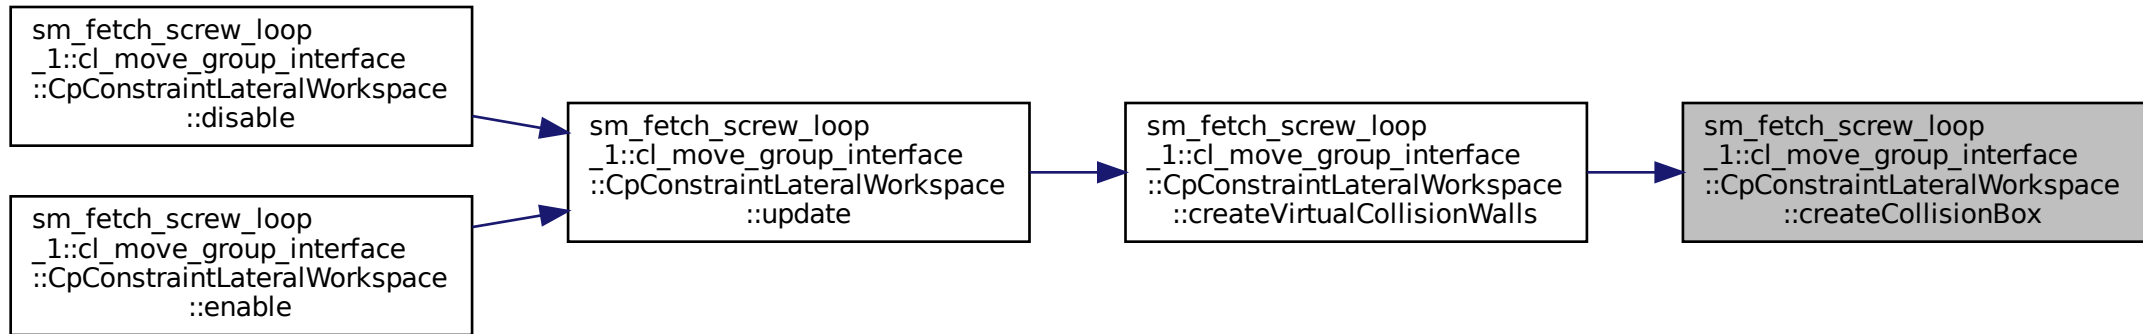 sm_fetch_screw_loop
_1::cl_move_group_interface
::CpConstraintLateralWorkspace
::disable
sm_fetch_screw_loop
_1::cl_move_group_interface
::CpConstraintLateralWorkspace
::enable
sm_fetch_screw_loop
_1::cl_move_group_interface
::CpConstraintLateralWorkspace
::update
sm_fetch_screw_loop
_1::cl_move_group_interface
::CpConstraintLateralWorkspace
::createVirtualCollisionWalls
sm_fetch_screw_loop
_1::cl_move_group_interface
::CpConstraintLateralWorkspace
::createCollisionBox